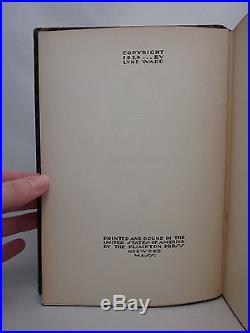 COPYRIGHT
1929 ... BY
LYND WARD
PRINTED AND BOUND IN THE
UNITED STATES OF AMERICA
BY THE PLIMPTON PRESS
NORWOOD
MASS